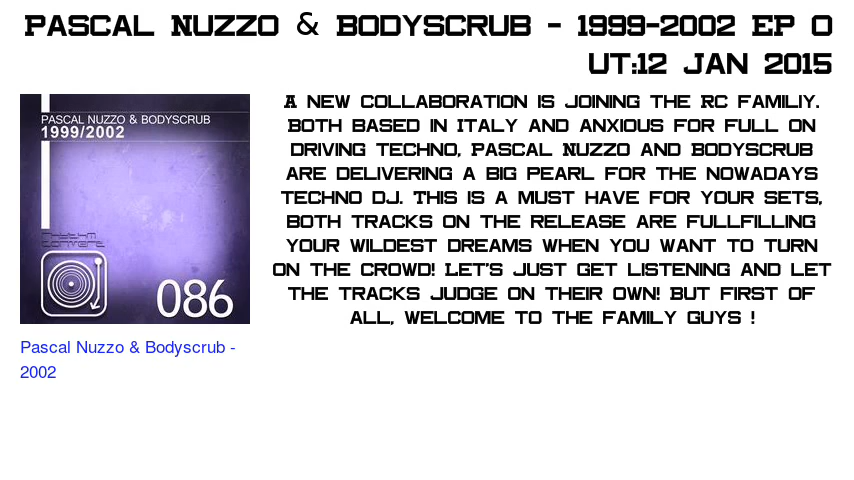 Pascal Nuzzo & Bodyscrub - 1999-2002 EP O
ut:12 Jan 2015
PASCAL NUZZO & BODYSCRUB
1999/2002
rhythm
converte
086
Pascal Nuzzo & Bodyscrub -
2002
A new collaboration is joining the RC familiy.
Both based in Italy and anxious for full on
driving techno, Pascal Nuzzo and Bodyscrub
are delivering a big pearl for the nowadays
techno dj. This is a must have for your sets,
both tracks on the release are fullfilling
your wildest dreams when you want to turn
on the crowd! Let's just get listening and let
the tracks judge on their own! But first of
all, welcome to the family guys !